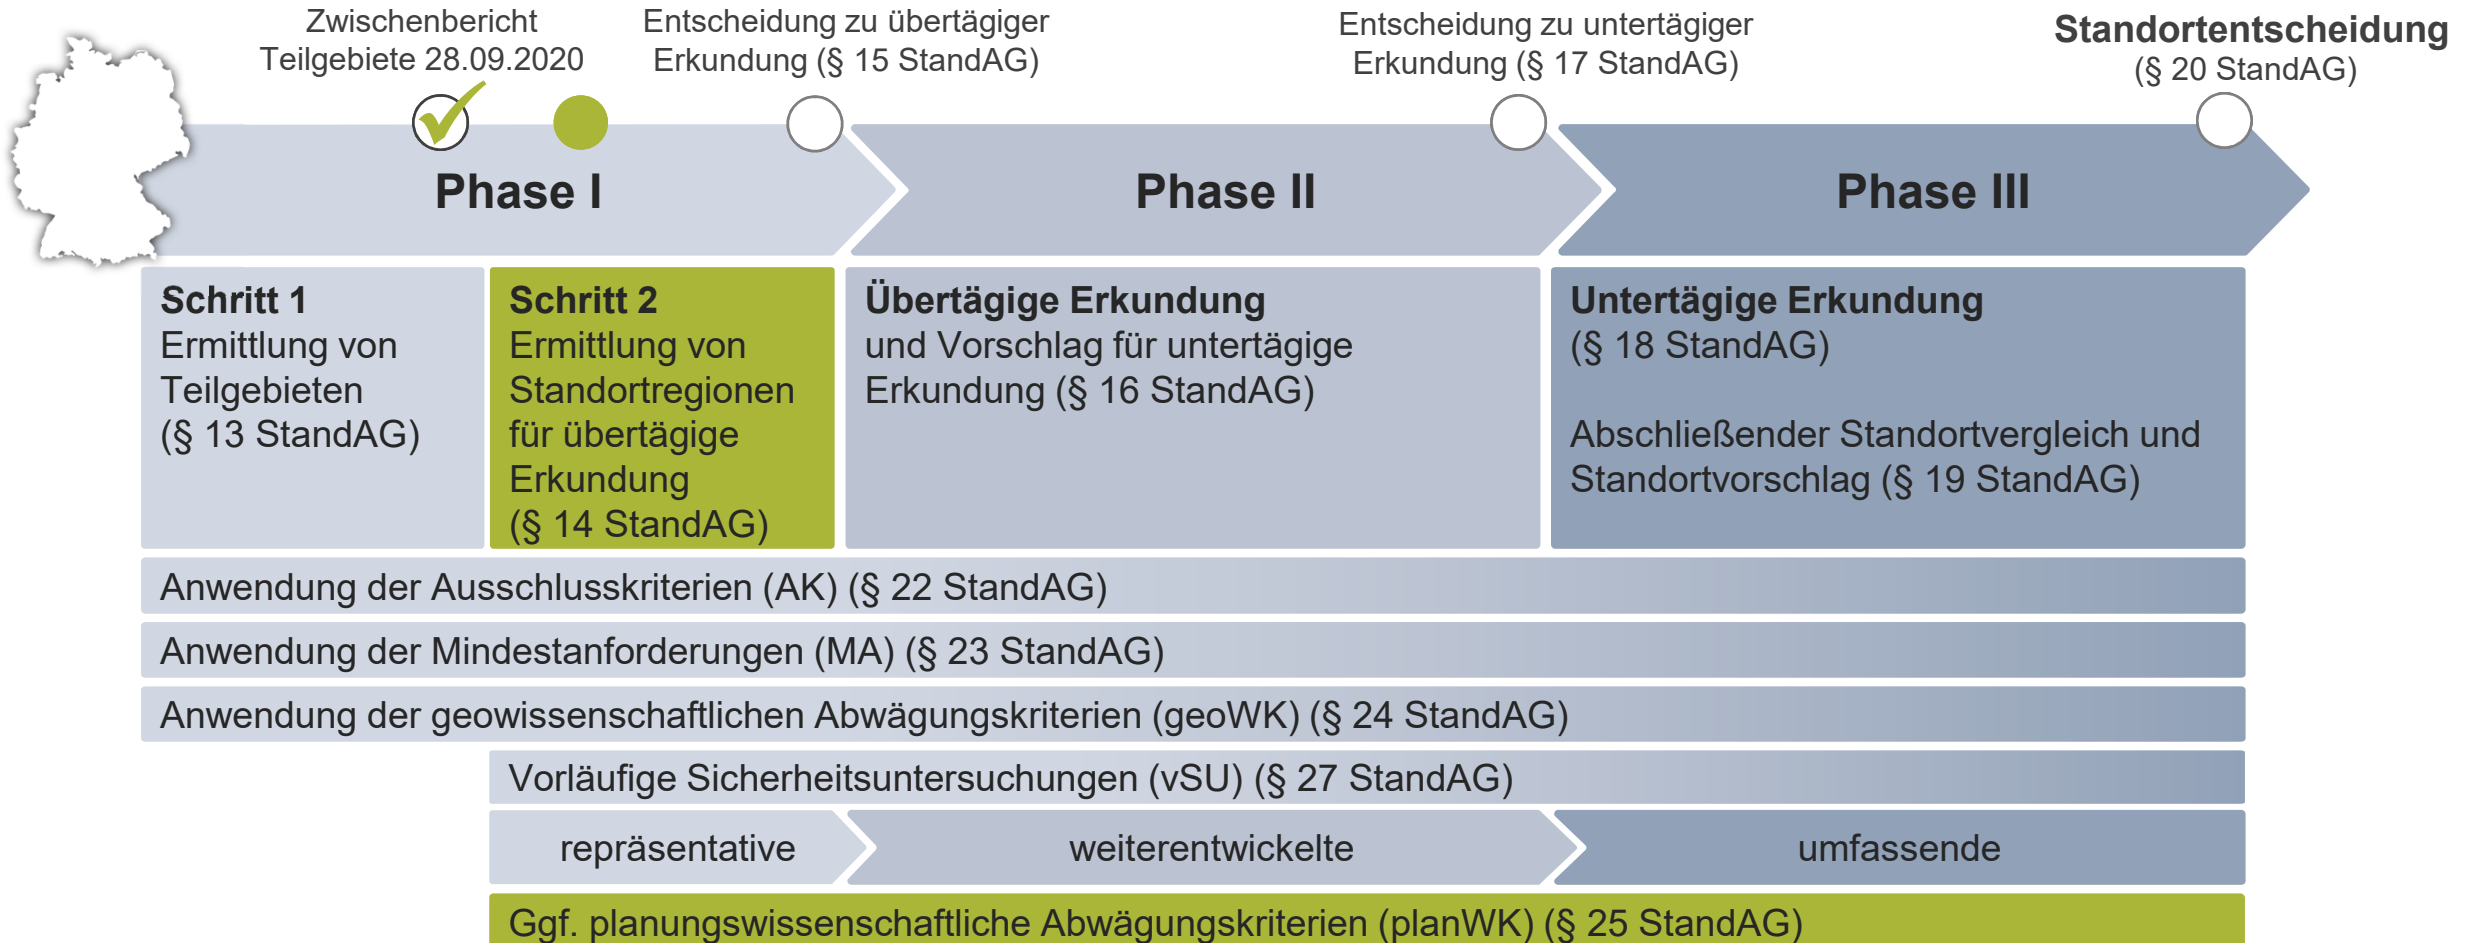 Zwischenbericht
Teilgebiete 28.09.2020
Entscheidung zu übertägiger
Erkundung (§ 15 StandAG)
Entscheidung zu untertägiger
Erkundung (§ 17 StandAG)
Standortentscheidung
(§ 20 StandAG)
Phase I
Phase II
Phase III
Schritt 1
Ermittlung von
Teilgebieten
(§ 13 StandAG)
Schritt 2
Ermittlung von
Standortregionen
für übertägige
Erkundung
(§ 14 StandAG)
Übertägige Erkundung
und Vorschlag für untertägige
Erkundung (§ 16 StandAG)
Untertägige Erkundung
(§ 18 StandAG)
Abschließender Standortvergleich und
Standortvorschlag (§ 19 StandAG)
Anwendung der Ausschlusskriterien (AK) (§ 22 StandAG)
Anwendung der Mindestanforderungen (MA) (§ 23 StandAG)
Anwendung der geowissenschaftlichen Abwägungskriterien (geoWK) (§ 24 StandAG)
Vorläufige Sicherheitsuntersuchungen (vSU) (§ 27 StandAG)
repräsentative
weiterentwickelte
umfassende
Ggf. planungswissenschaftliche Abwägungskriterien (planWK) (§ 25 StandAG)